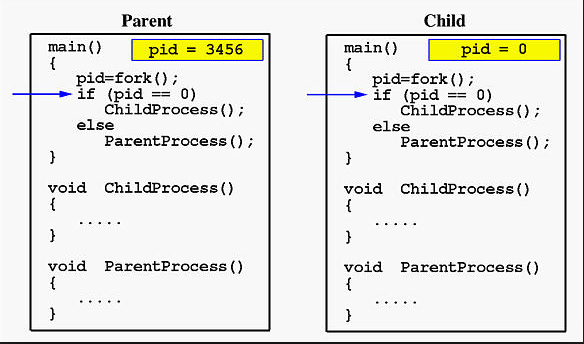 Parent
main()
pid = 3456
{
pid=fork();
if (pid == 0)
ChildProcess();
else
ParentProcess();
}
void ChildProcess()
{
.....
}
void ParentProcess()
{
.....
}
Child
main()
pid = 0
{
pid=fork();
if (pid == 0)
ChildProcess();
else
ParentProcess();
}
void ChildProcess()
{
.....
}
void ParentProcess()
{
.....
}